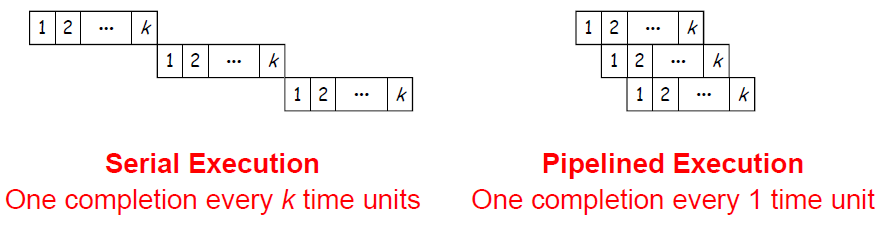 1 2 ... k
1 2 ... k
1 2 ... k
Serial Execution
One completion every k time units
1 2 ... k
1 2 ... k
1 2 ... k
Pipelined Execution
One completion every 1 time unit